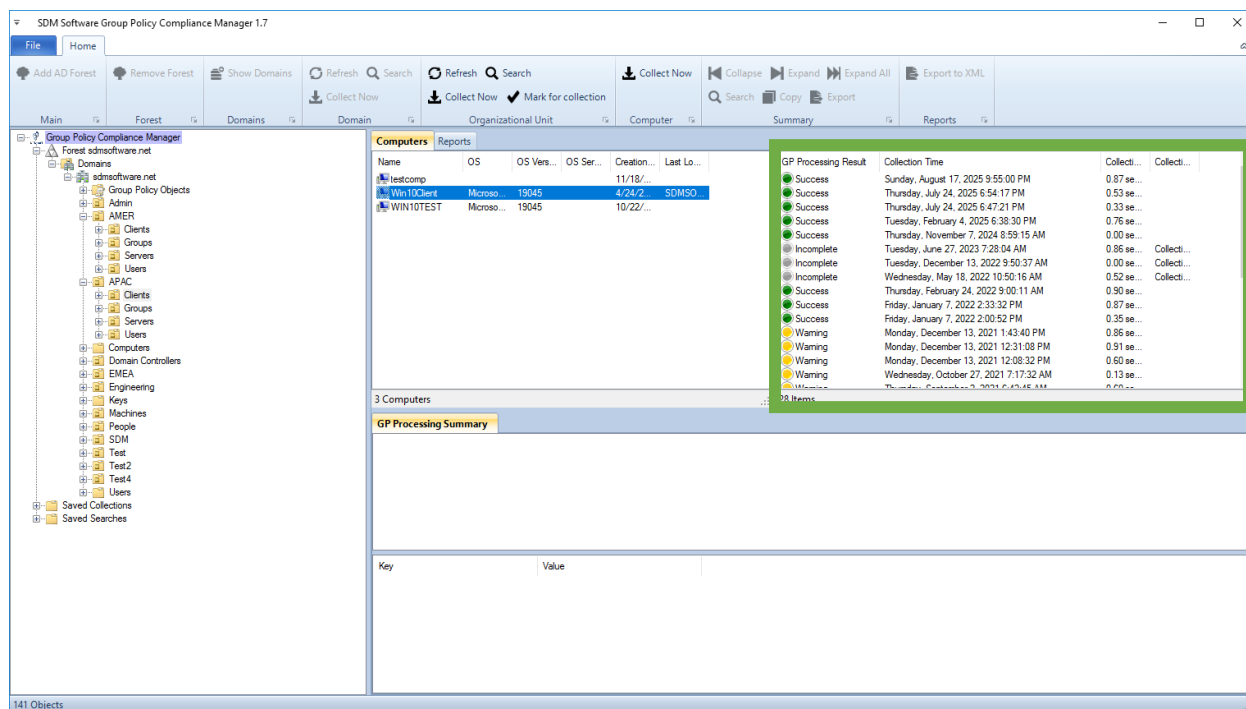 SDM Software Group Policy Compliance Manager 1.7
File Home
Add AD Forest Remove Forest Show Domains Refresh Search Refresh Search Collect Now Collapse Expand Expand All Export to XML
Collect Now Collect Now Mark for collection Search Copy Export
Main Forest Domains Domain Organizational Unit Computer Summary Reports
Group Policy Compliance Manager
Forest sdmsoftware.net
Domains
sdmsoftware.net
Group Policy Objects
Admin
AMER
Clients
Groups
Servers
Users
APAC
Clients
Groups
Servers
Users
Computers
Domain Controllers
EMEA
Engineering
Keys
Machines
People
SDM
Test
Test2
Test4
Users
Saved Collections
Saved Searches
Computers Reports
Name OS OS Vers... OS Ser... Creation... Last Lo...
testcomp 11/18/...
Win10Client Microso... 19045 4/24/2... SDMSO...
WIN10TEST Microso... 19045 10/22/...
3 Computers
GP Processing Result Collection Time Collecti... Collecti...
Success Sunday, August 17, 2025 9:55:00 PM 0.87 se...
Success Thursday, July 24, 2025 6:54:17 PM 0.53 se...
Success Thursday, July 24, 2025 6:47:21 PM 0.33 se...
Success Tuesday, February 4, 2025 6:38:30 PM 0.76 se...
Success Thursday, November 7, 2024 8:59:15 AM 0.00 se...
Incomplete Tuesday, June 27, 2023 7:28:04 AM 0.86 se... Collecti...
Incomplete Tuesday, December 13, 2022 9:50:37 AM 0.00 se... Collecti...
Incomplete Wednesday, May 18, 2022 10:50:16 AM 0.52 se... Collecti...
Success Thursday, February 24, 2022 9:00:11 AM 0.90 se...
Success Friday, January 7, 2022 2:33:32 PM 0.87 se...
Success Friday, January 7, 2022 2:00:52 PM 0.35 se...
Warning Monday, December 13, 2021 1:43:40 PM 0.86 se...
Warning Monday, December 13, 2021 12:31:08 PM 0.91 se...
Warning Monday, December 13, 2021 12:08:32 PM 0.60 se...
Warning Wednesday, October 27, 2021 7:17:32 AM 0.13 se...
28 Items
GP Processing Summary
Key Value
141 Objects